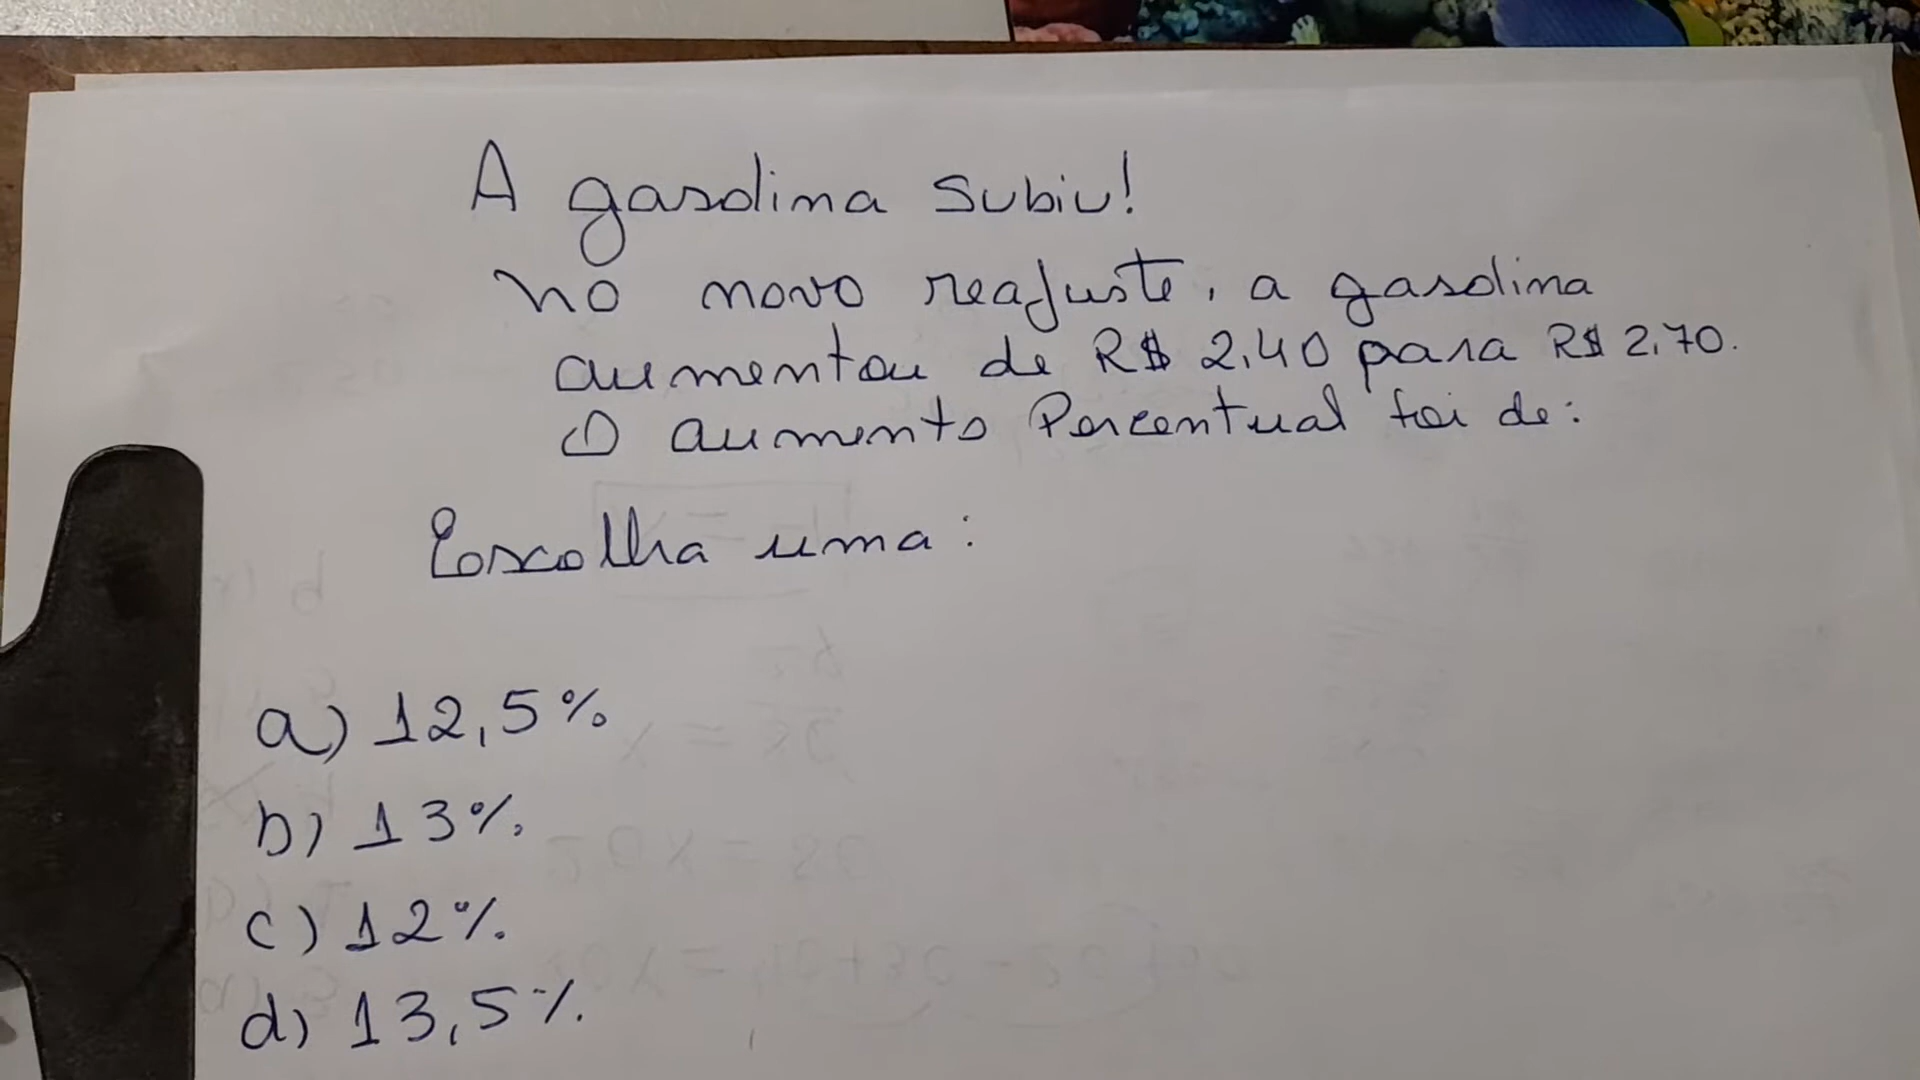 A gasolina subiu!
no novo reajuste, a gasolina
aumentou de R$ 2,40 para R$ 2,70.
O aumento Percentual foi de:
Escolha uma:
a) 12,5%
b) 13%
c) 12%
d) 13,5%